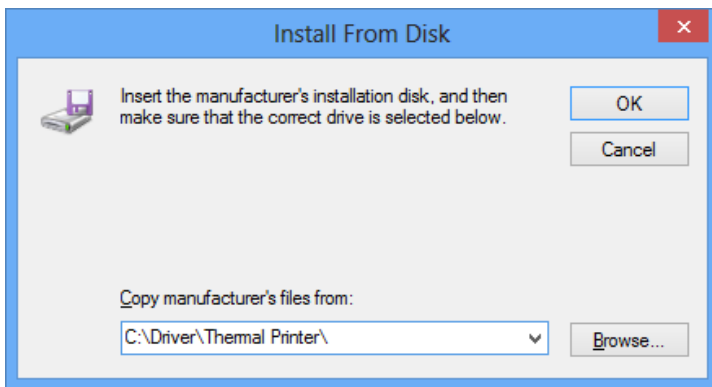 Install From Disk
Insert the manufacturer's installation disk, and then
make sure that the correct drive is selected below.
OK
Cancel
Copy manufacturer's files from:
C:\Driver\Thermal Printer\
Browse...